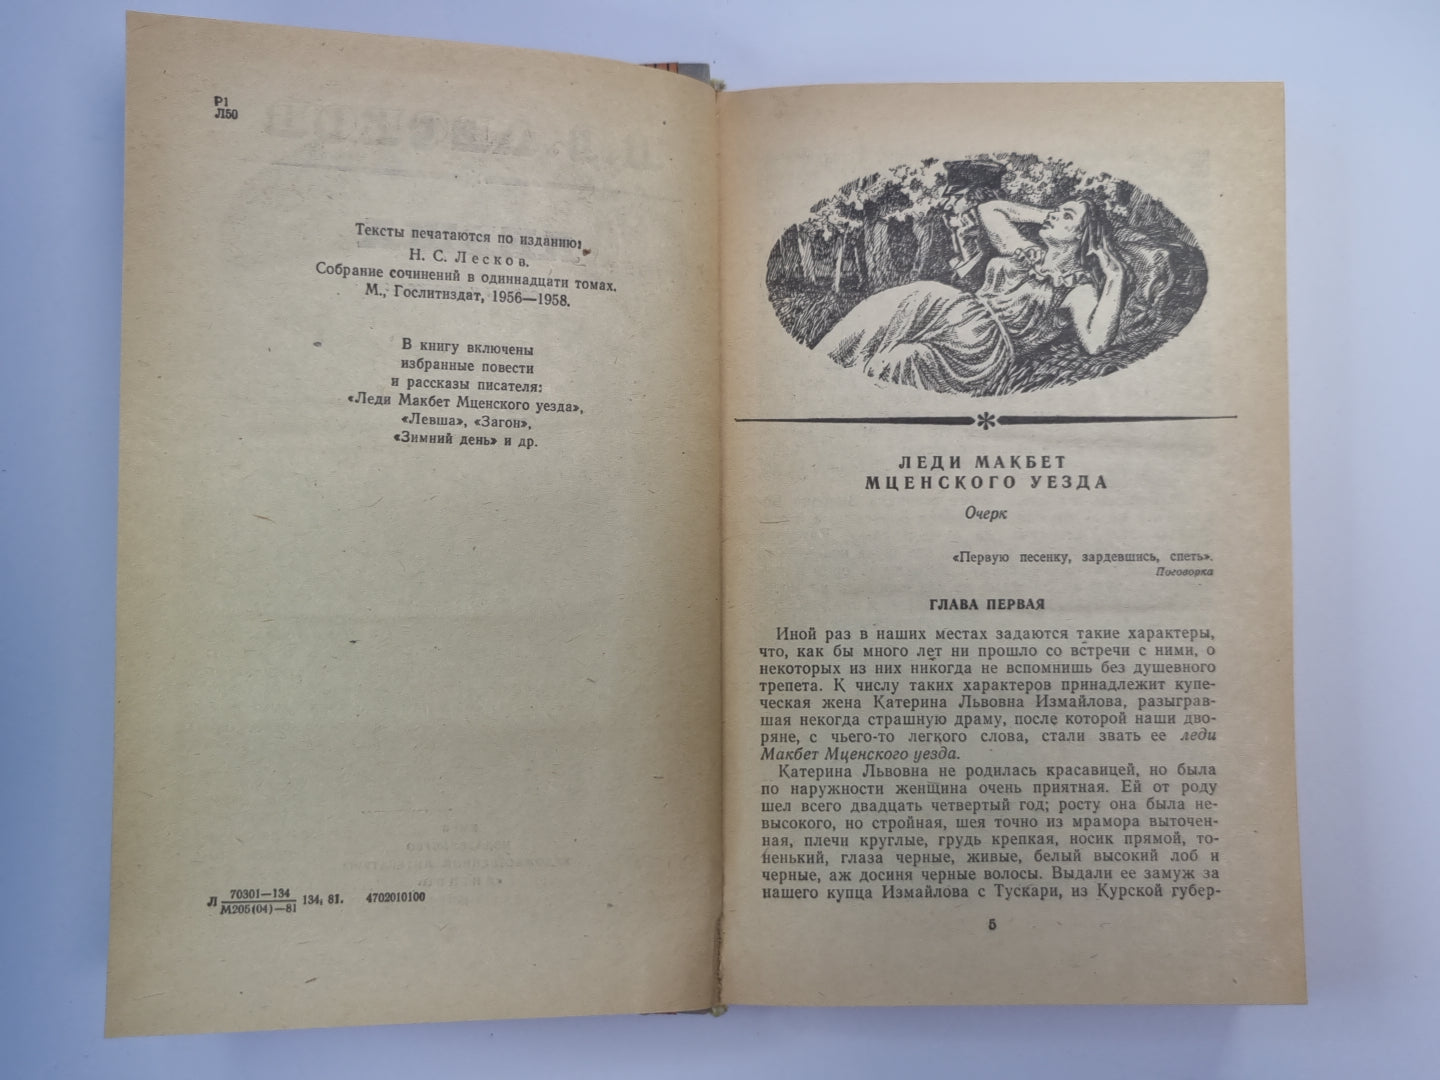 Р1
Л50
Тексты печатаются по изданию:
Н. С. Лесков.
Собрание сочинений в одиннадцати томах.
М., Гослитиздат, 1956—1958.
В книгу включены
избранные повести
и рассказы писателя:
«Леди Макбет Мценского уезда»,
«Левша», «Загон»,
«Зимний день» и др.
Л 70301—134 134, 81. 4702010100
М205(04)—81
ЛЕДИ МАКБЕТ
МЦЕНСКОГО УЕЗДА
Очерк
«Первую песенку, зардевшись, спеть».
Поговорка
ГЛАВА ПЕРВАЯ
Иной раз в наших местах задаются такие характеры,
что, как бы много лет ни прошло со встречи с ними, о
некоторых из них никогда не вспомнишь без душевного
трепета. К числу таких характеров принадлежит купе-
ческая жена Катерина Львовна Измайлова, разыграв-
шая некогда страшную драму, после которой наши дво-
ряне, с чьего-то легкого слова, стали звать ее леди
Макбет Мценского уезда.
Катерина Львовна не родилась красавицей, но была
по наружности женщина очень приятная. Ей от роду
шел всего двадцать четвертый год; росту она была не-
высокого, но стройная, шея точно из мрамора выточен-
ная, плечи круглые, грудь крепкая, носик прямой, то-
ненький, глаза черные, живые, белый высокий лоб и
черные, аж досиня черные волосы. Выдали ее замуж за
нашего купца Измайлова с Тускари, из Курской губер-
5